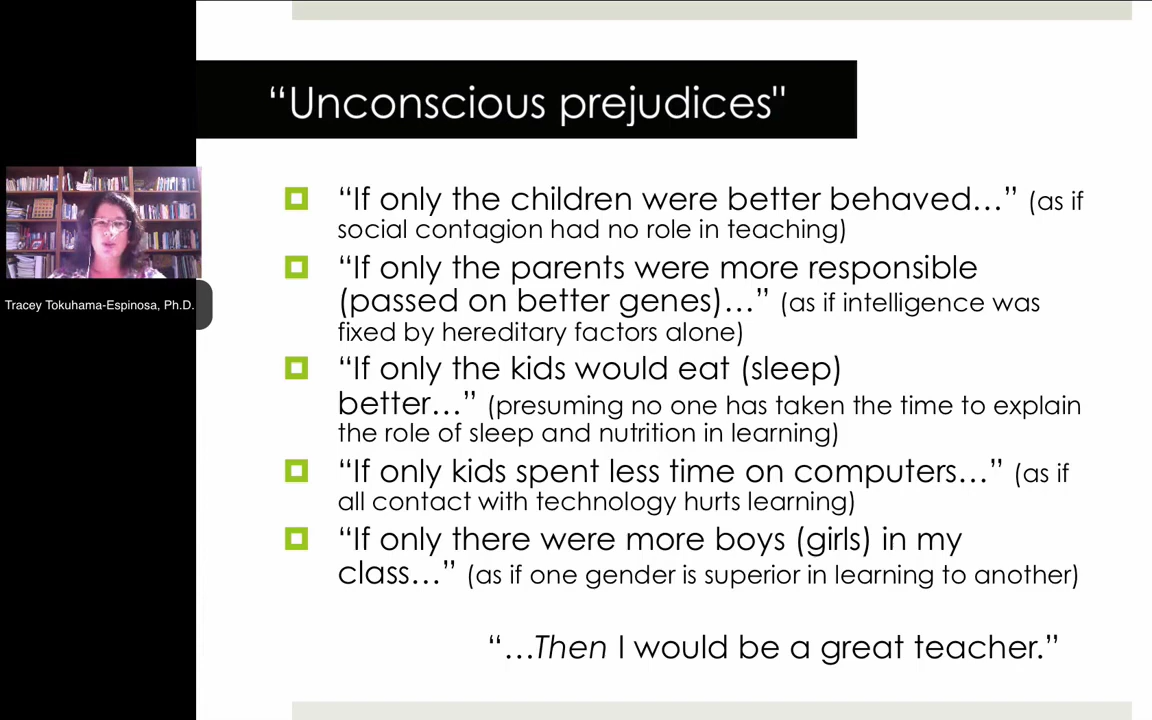 “Unconscious prejudices"
Tracey Tokuhama-Espinosa, Ph.D.
“If only the children were better behaved…” (as if
social contagion had no role in teaching)
“If only the parents were more responsible
(passed on better genes)…” (as if intelligence was
fixed by hereditary factors alone)
“If only the kids would eat (sleep)
better…” (presuming no one has taken the time to explain
the role of sleep and nutrition in learning)
“If only kids spent less time on computers…” (as if
all contact with technology hurts learning)
“If only there were more boys (girls) in my
class…” (as if one gender is superior in learning to another)
“…Then I would be a great teacher.”